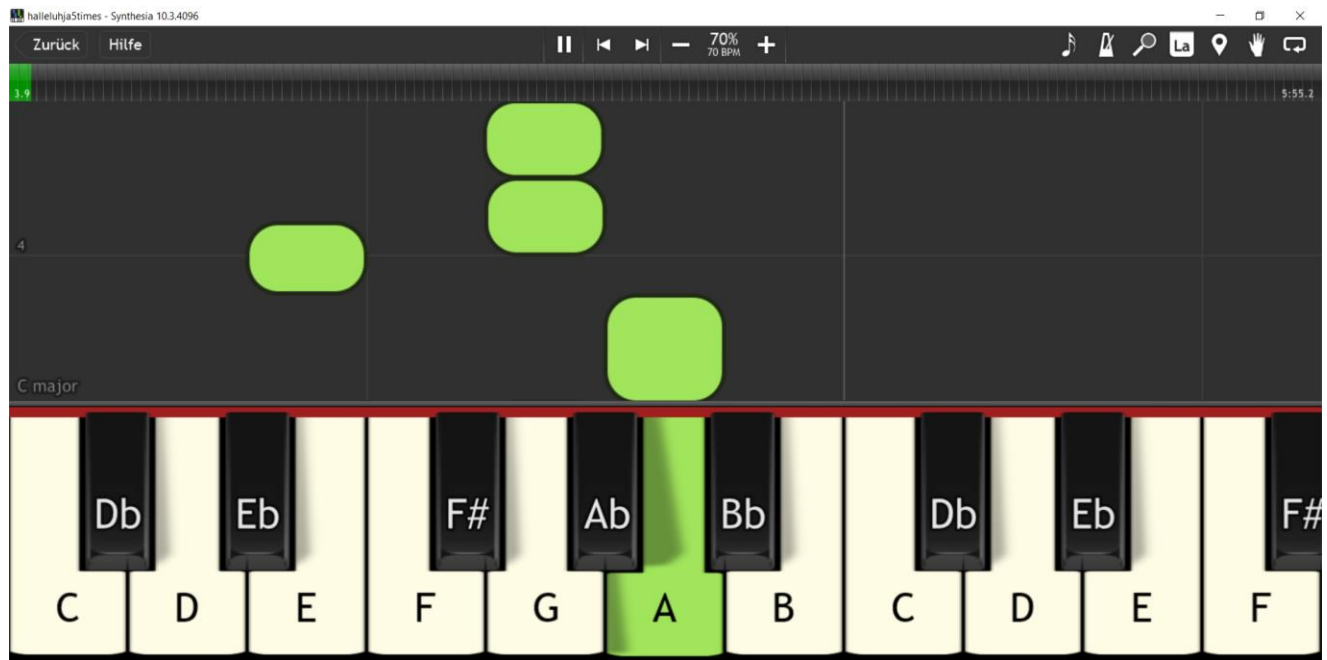 halleluhja5times - Synthesia 10.3.4096
Zurück Hilfe 70% La
70 BPM
3.9 5:55.2
4
C major
Db Eb F# Ab Bb Db Eb F#
C D E F G A B C D E F